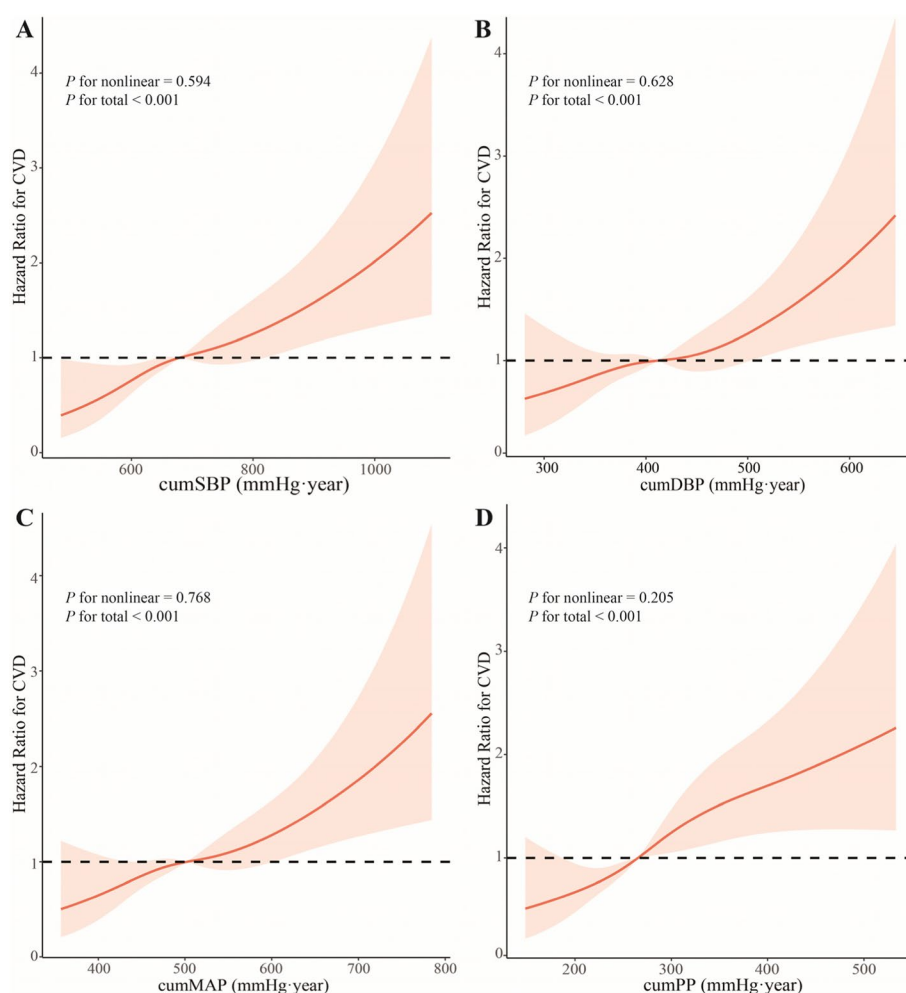 A
P for nonlinear = 0.594
P for total < 0.001
Hazard Ratio for CVD
4
3
2
1
0
600 800 1000
cumSBP (mmHg·year)
B
P for nonlinear = 0.628
P for total < 0.001
Hazard Ratio for CVD
4
3
2
1
0
300 400 500 600
cumDBP (mmHg·year)
C
P for nonlinear = 0.768
P for total < 0.001
Hazard Ratio for CVD
4
3
2
1
0
400 500 600 700 800
cumMAP (mmHg·year)
D
P for nonlinear = 0.205
P for total < 0.001
Hazard Ratio for CVD
4
3
2
1
0
200 300 400 500
cumPP (mmHg·year)